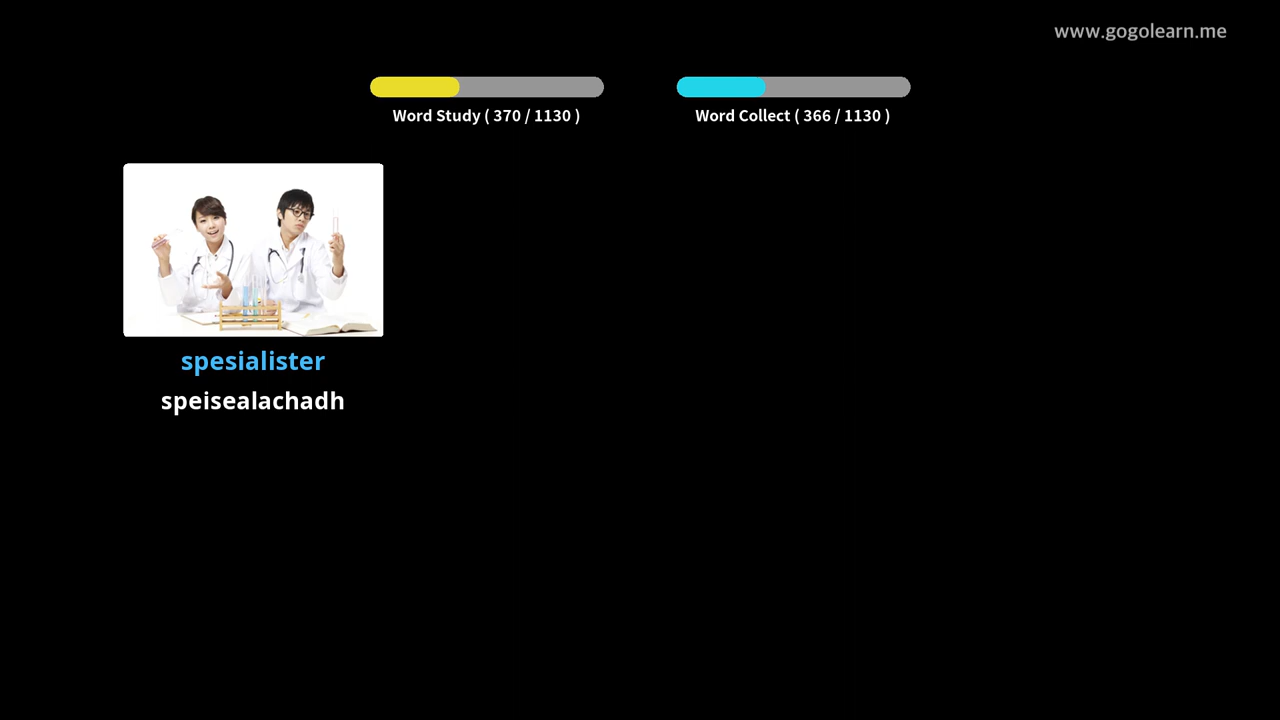 www.gogolearn.me
Word Study ( 370 / 1130 )
Word Collect ( 366 / 1130 )
spesialister
speisealachadh